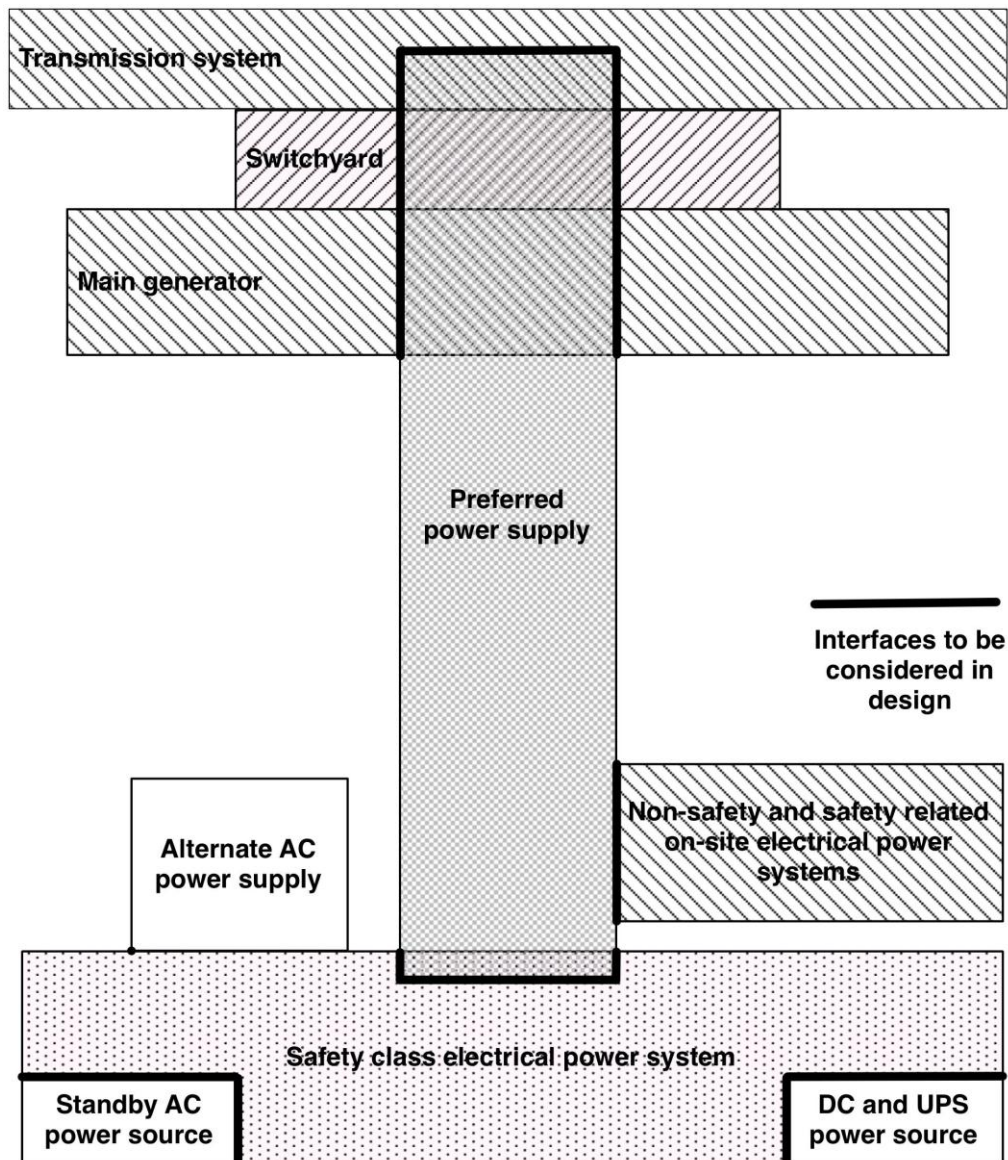 Transmission system
Switchyard
Main generator
Preferred
power supply
Interfaces to be
considered in
design
Non-safety and safety related
on-site electrical power
systems
Alternate AC
power supply
Safety class electrical power system
Standby AC
power source
DC and UPS
power source